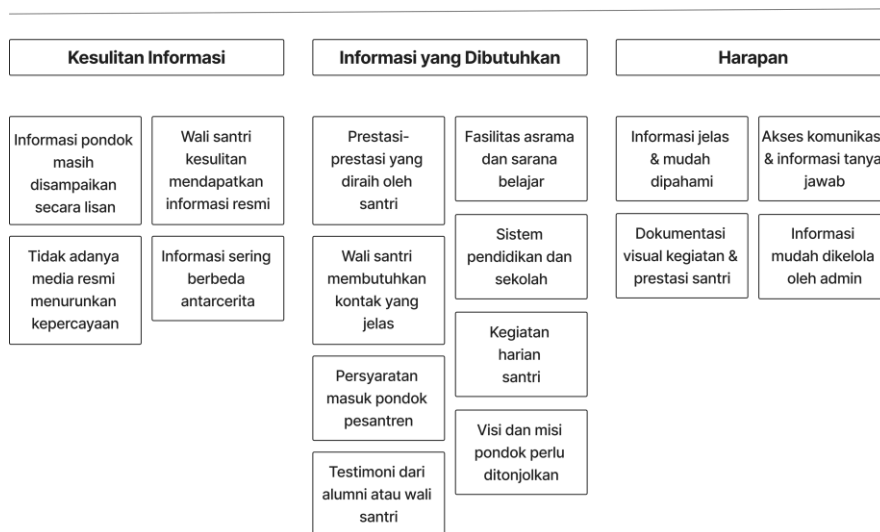 Kesulitan Informasi
Informasi pondok
masih
disampaikan
secara lisan
Wali santri
kesulitan
mendapatkan
informasi resmi
Tidak adanya
media resmi
menurunkan
kepercayaan
Informasi sering
berbeda
antarcerita
Informasi yang Dibutuhkan
Prestasi-
prestasi yang
diraih oleh
santri
Fasilitas asrama
dan sarana
belajar
Wali santri
membutuhkan
kontak yang
jelas
Sistem
pendidikan dan
sekolah
Persyaratan
masuk pondok
pesantren
Kegiatan
harian
santri
Testimoni dari
alumni atau wali
santri
Visi dan misi
pondok perlu
ditonjolkan
Harapan
Informasi jelas
& mudah
dipahami
Akses komunikas
& informasi tanya
jawab
Dokumentasi
visual kegiatan &
prestasi santri
Informasi
mudah dikelola
oleh admin